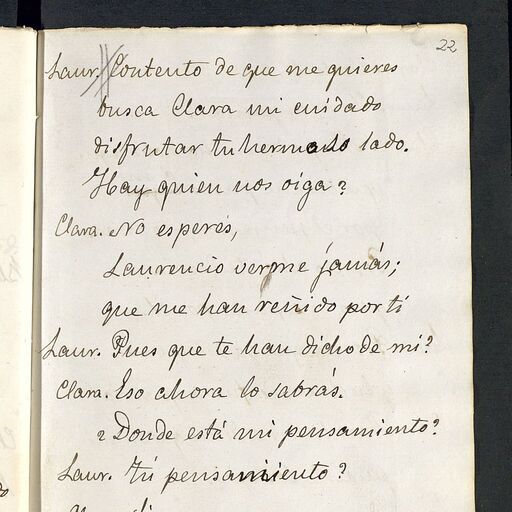 22
Laur. Contento de que me quieres
busca Clara mi cuidado
disfrutar tu hermoso lado.
Hay quien nos oiga?
Clara. No esperes,
Laurencio verme jamás;
que me han reñido por ti
Laur. Pues que te han dicho de mi?
Clara. Eso ahora lo sabrás.
¿Donde está mi pensamiento?
Laur. Tú pensamiento?